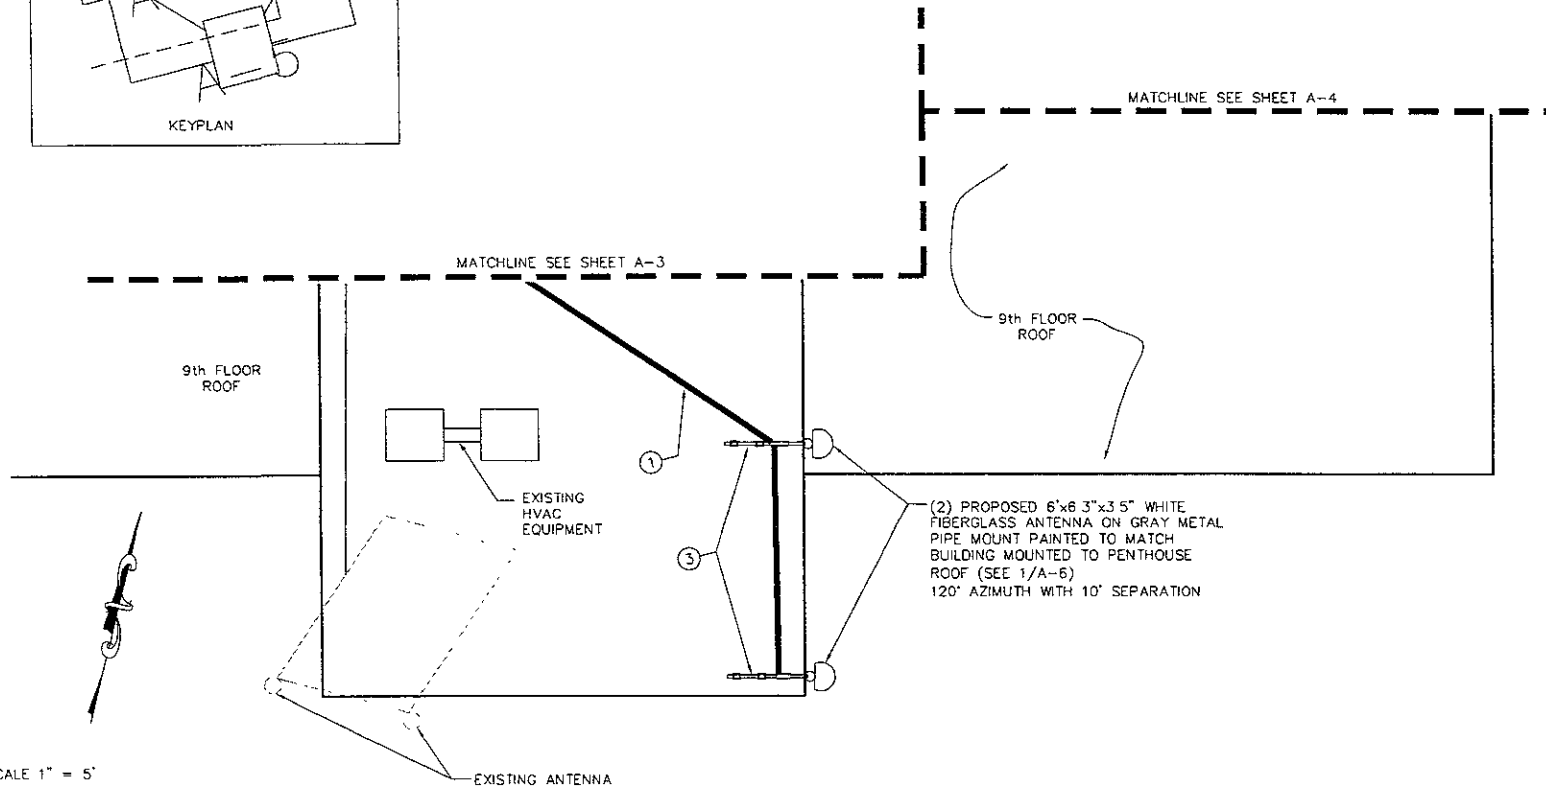 KEYPLAN
MATCHLINE SEE SHEET A-4
MATCHLINE SEE SHEET A-3
9th FLOOR
ROOF
9th FLOOR
ROOF
1
EXISTING
HVAC
EQUIPMENT
3
(2) PROPOSED 6'x6 3"x3 5" WHITE
FIBERGLASS ANTENNA ON GRAY METAL
PIPE MOUNT PAINTED TO MATCH
BUILDING MOUNTED TO PENTHOUSE
ROOF (SEE 1/A-6)
120° AZIMUTH WITH 10' SEPARATION
CALE 1" = 5'
EXISTING ANTENNA